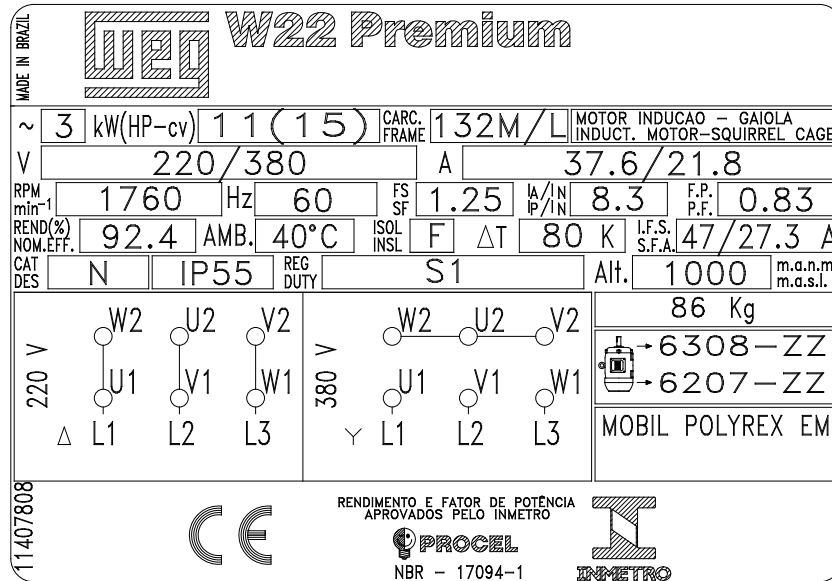 MADE IN BRAZIL
WEG W22 Premium
~ 3 kW(HP-cv) 11(15) CARC. FRAME 132M/L MOTOR INDUCAO - GAIOLA
INDUCT. MOTOR-SQUIRREL CAGE
V 220/380 A 37.6/21.8
RPM min-1 1760 Hz 60 FS SF 1.25 IA/IN IP/IN 8.3 F.P. P.F. 0.83
REND(%) NOM.EFF. 92.4 AMB. 40°C ISOL INSL F ΔT 80 K I.F.S. S.F.A. 47/27.3 A
CAT DES N IP55 REG DUTY S1 Alt. 1000 m.a.n.m m.a.s.l.
220 V
W2 U2 V2
U1 V1 W1
Δ L1 L2 L3
380 V
W2 U2 V2
U1 V1 W1
Y L1 L2 L3
86 Kg
6308-ZZ
6207-ZZ
MOBIL POLYREX EM
11407808
CE
RENDIMENTO E FATOR DE POTÊNCIA
APROVADOS PELO INMETRO
PROCEL
NBR - 17094-1
INMETRO